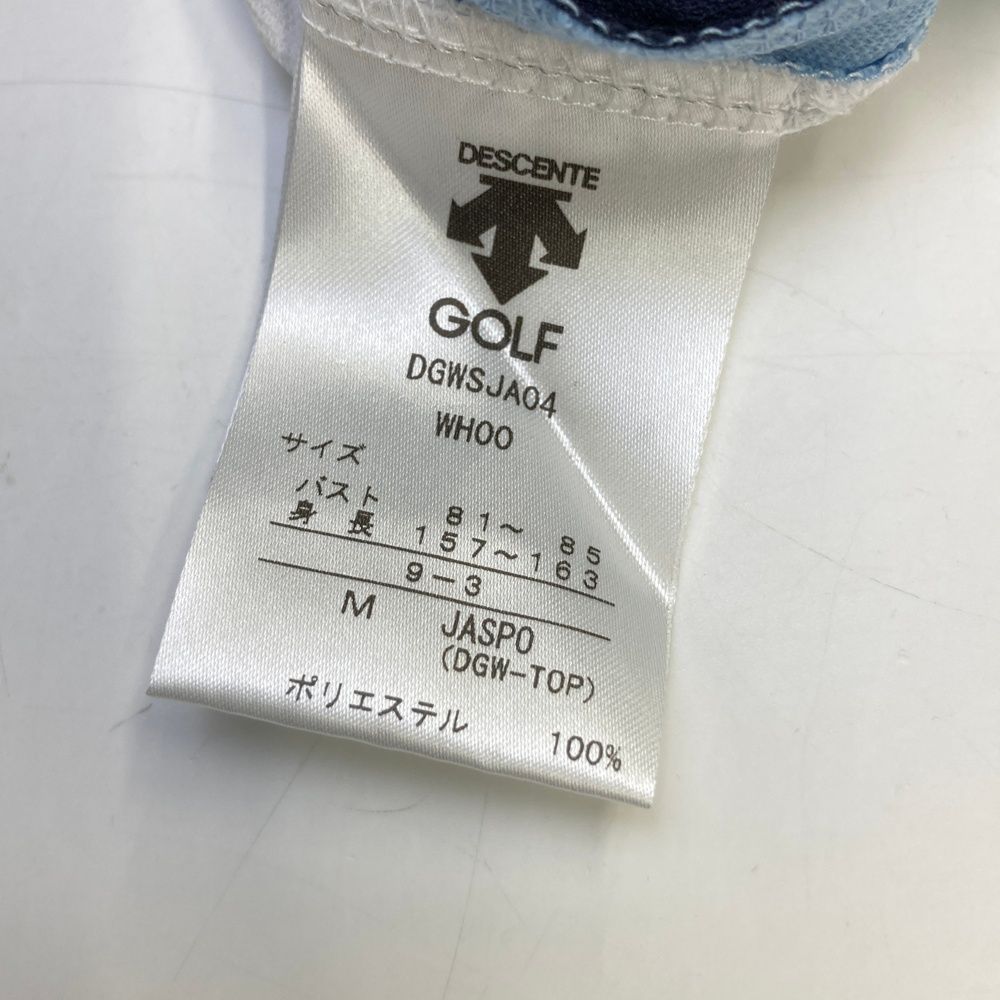 DESCENTE
GOLF
DGWSJA04
WH00
サイズ
バスト 81〜 85
身長 157〜163
9-3
M JASPO
(DGW-TOP)
ポリエステル 100%